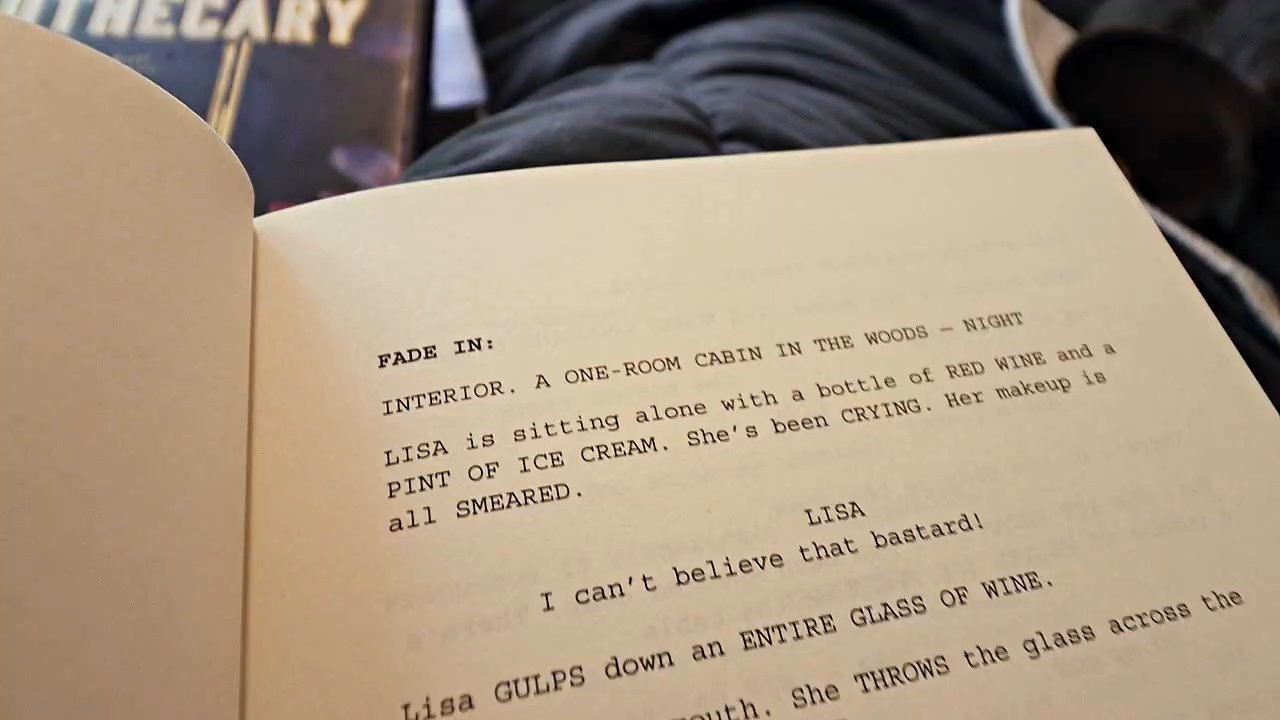 OTHECARY
FADE IN:
INTERIOR. A ONE-ROOM CABIN IN THE WOODS – NIGHT
LISA is sitting alone with a bottle of RED WINE and a
PINT OF ICE CREAM. She's been CRYING. Her makeup is
all SMEARED.
LISA
I can't believe that bastard!
Lisa GULPS down an ENTIRE GLASS OF WINE.
She THROWS the glass across the